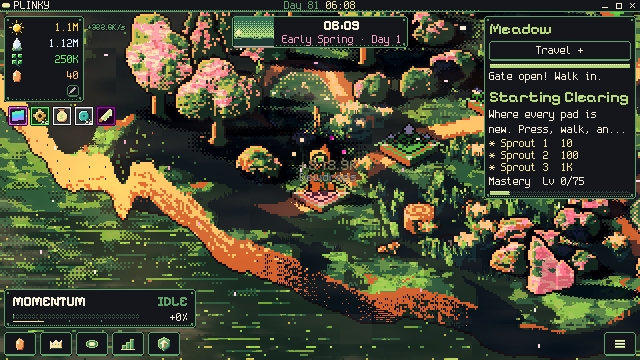 PLINKY
Day 81 06:08
1.1M
1.12M
250K
40
06:09
Early Spring · Day 1
Meadow
Travel +
Gate open! Walk in.
Starting Clearing
Where every pad is
new. Press, walk, an...
* Sprout 1 10
* Sprout 2 100
* Sprout 3 1K
Mastery Lv 0/75
MOMENTUM IDLE
+0%